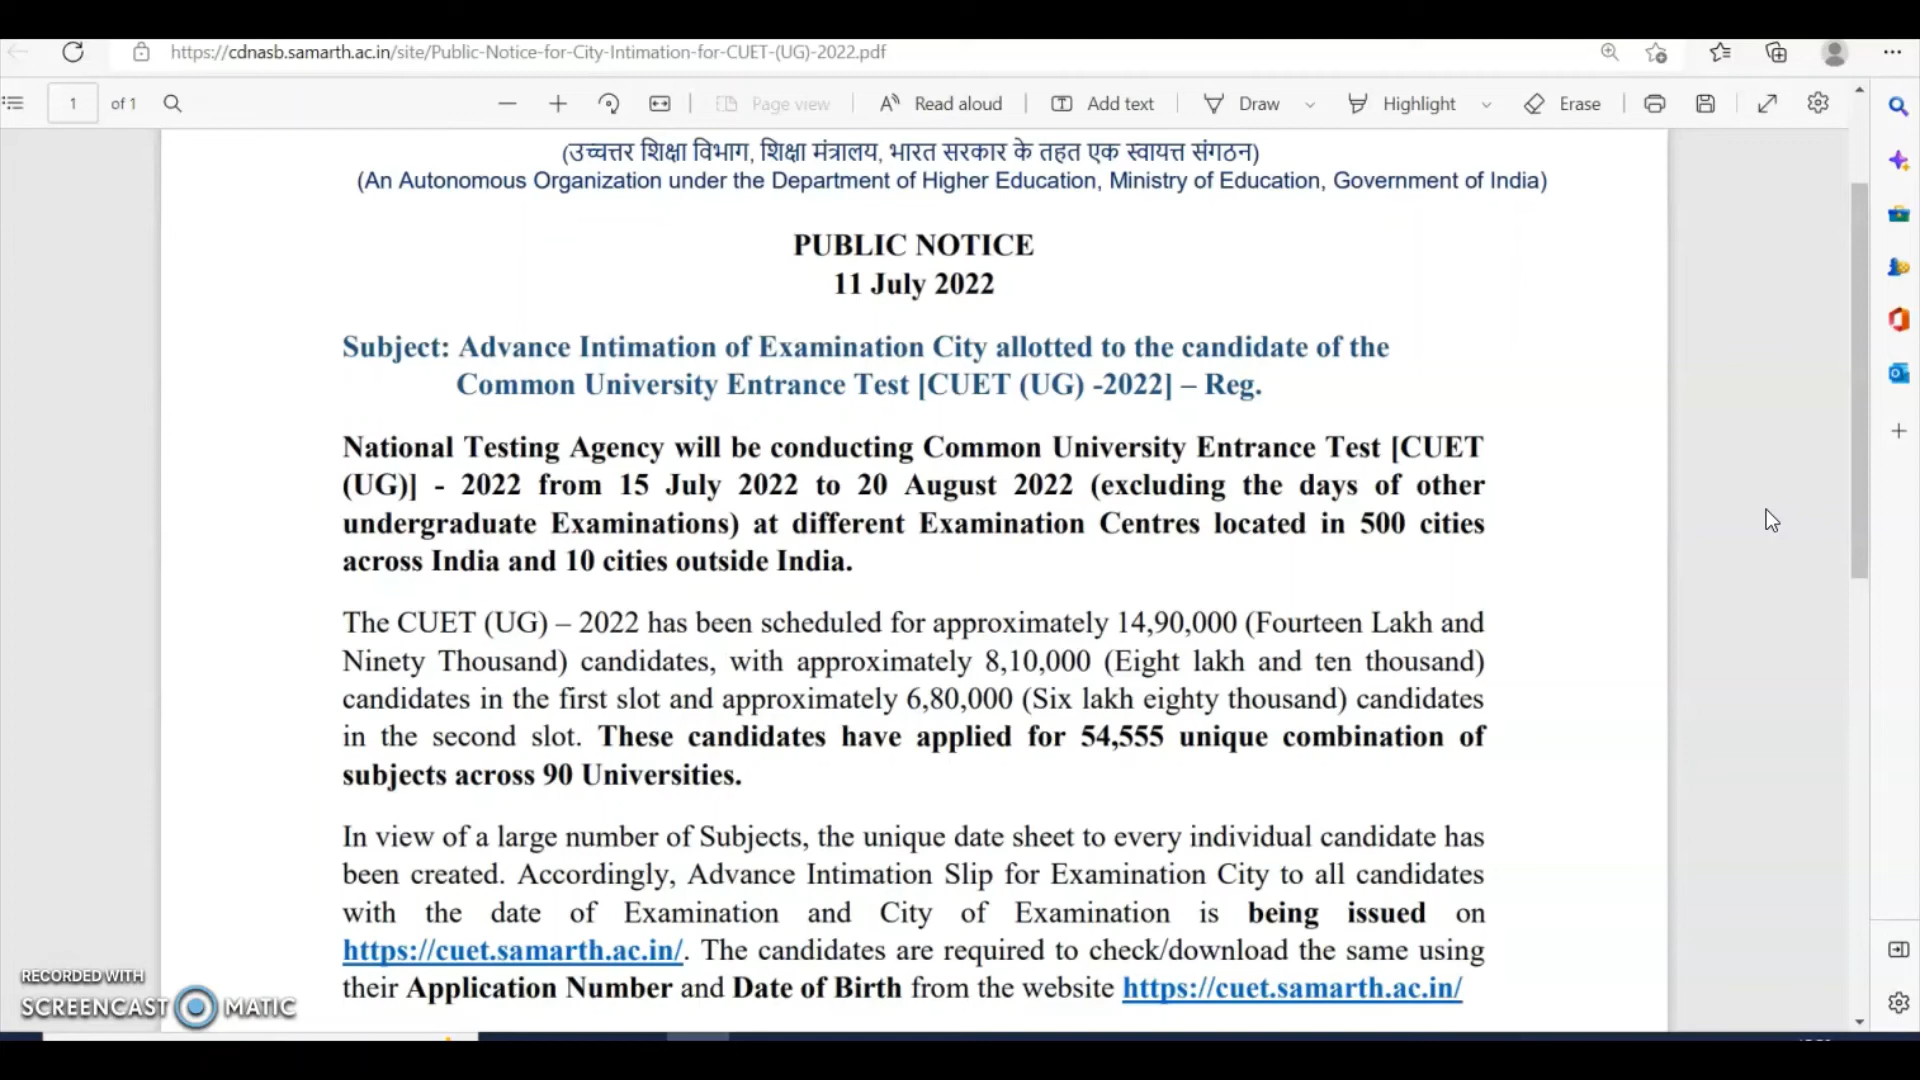 https://cdnasb.samarth.ac.in/site/Public-Notice-for-City-Intimation-for-CUET-(UG)-2022.pdf
1 of 1 Page view Read aloud Add text Draw Highlight Erase
(उच्चत्तर शिक्षा विभाग, शिक्षा मंत्रालय, भारत सरकार के तहत एक स्वायत्त संगठन)
(An Autonomous Organization under the Department of Higher Education, Ministry of Education, Government of India)
PUBLIC NOTICE
11 July 2022
Subject: Advance Intimation of Examination City allotted to the candidate of the
Common University Entrance Test [CUET (UG) -2022] – Reg.
National Testing Agency will be conducting Common University Entrance Test [CUET
(UG)] - 2022 from 15 July 2022 to 20 August 2022 (excluding the days of other
undergraduate Examinations) at different Examination Centres located in 500 cities
across India and 10 cities outside India.
The CUET (UG) – 2022 has been scheduled for approximately 14,90,000 (Fourteen Lakh and
Ninety Thousand) candidates, with approximately 8,10,000 (Eight lakh and ten thousand)
candidates in the first slot and approximately 6,80,000 (Six lakh eighty thousand) candidates
in the second slot. These candidates have applied for 54,555 unique combination of
subjects across 90 Universities.
In view of a large number of Subjects, the unique date sheet to every individual candidate has
been created. Accordingly, Advance Intimation Slip for Examination City to all candidates
with the date of Examination and City of Examination is being issued on
https://cuet.samarth.ac.in/. The candidates are required to check/download the same using
their Application Number and Date of Birth from the website https://cuet.samarth.ac.in/
RECORDED WITH
SCREENCAST MATIC